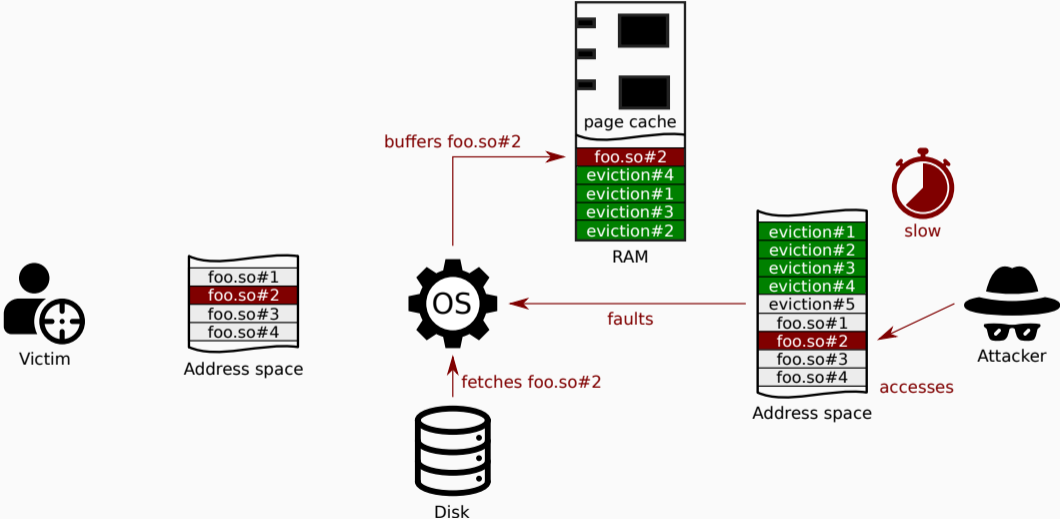 page cache
buffers foo.so#2
foo.so#2
eviction#4
eviction#1
eviction#3
eviction#2
RAM
slow
eviction#1
eviction#2
eviction#3
eviction#4
eviction#5
foo.so#1
foo.so#2
foo.so#3
foo.so#4
Address space
accesses
Attacker
faults
OS
foo.so#1
foo.so#2
foo.so#3
foo.so#4
Address space
Victim
fetches foo.so#2
Disk